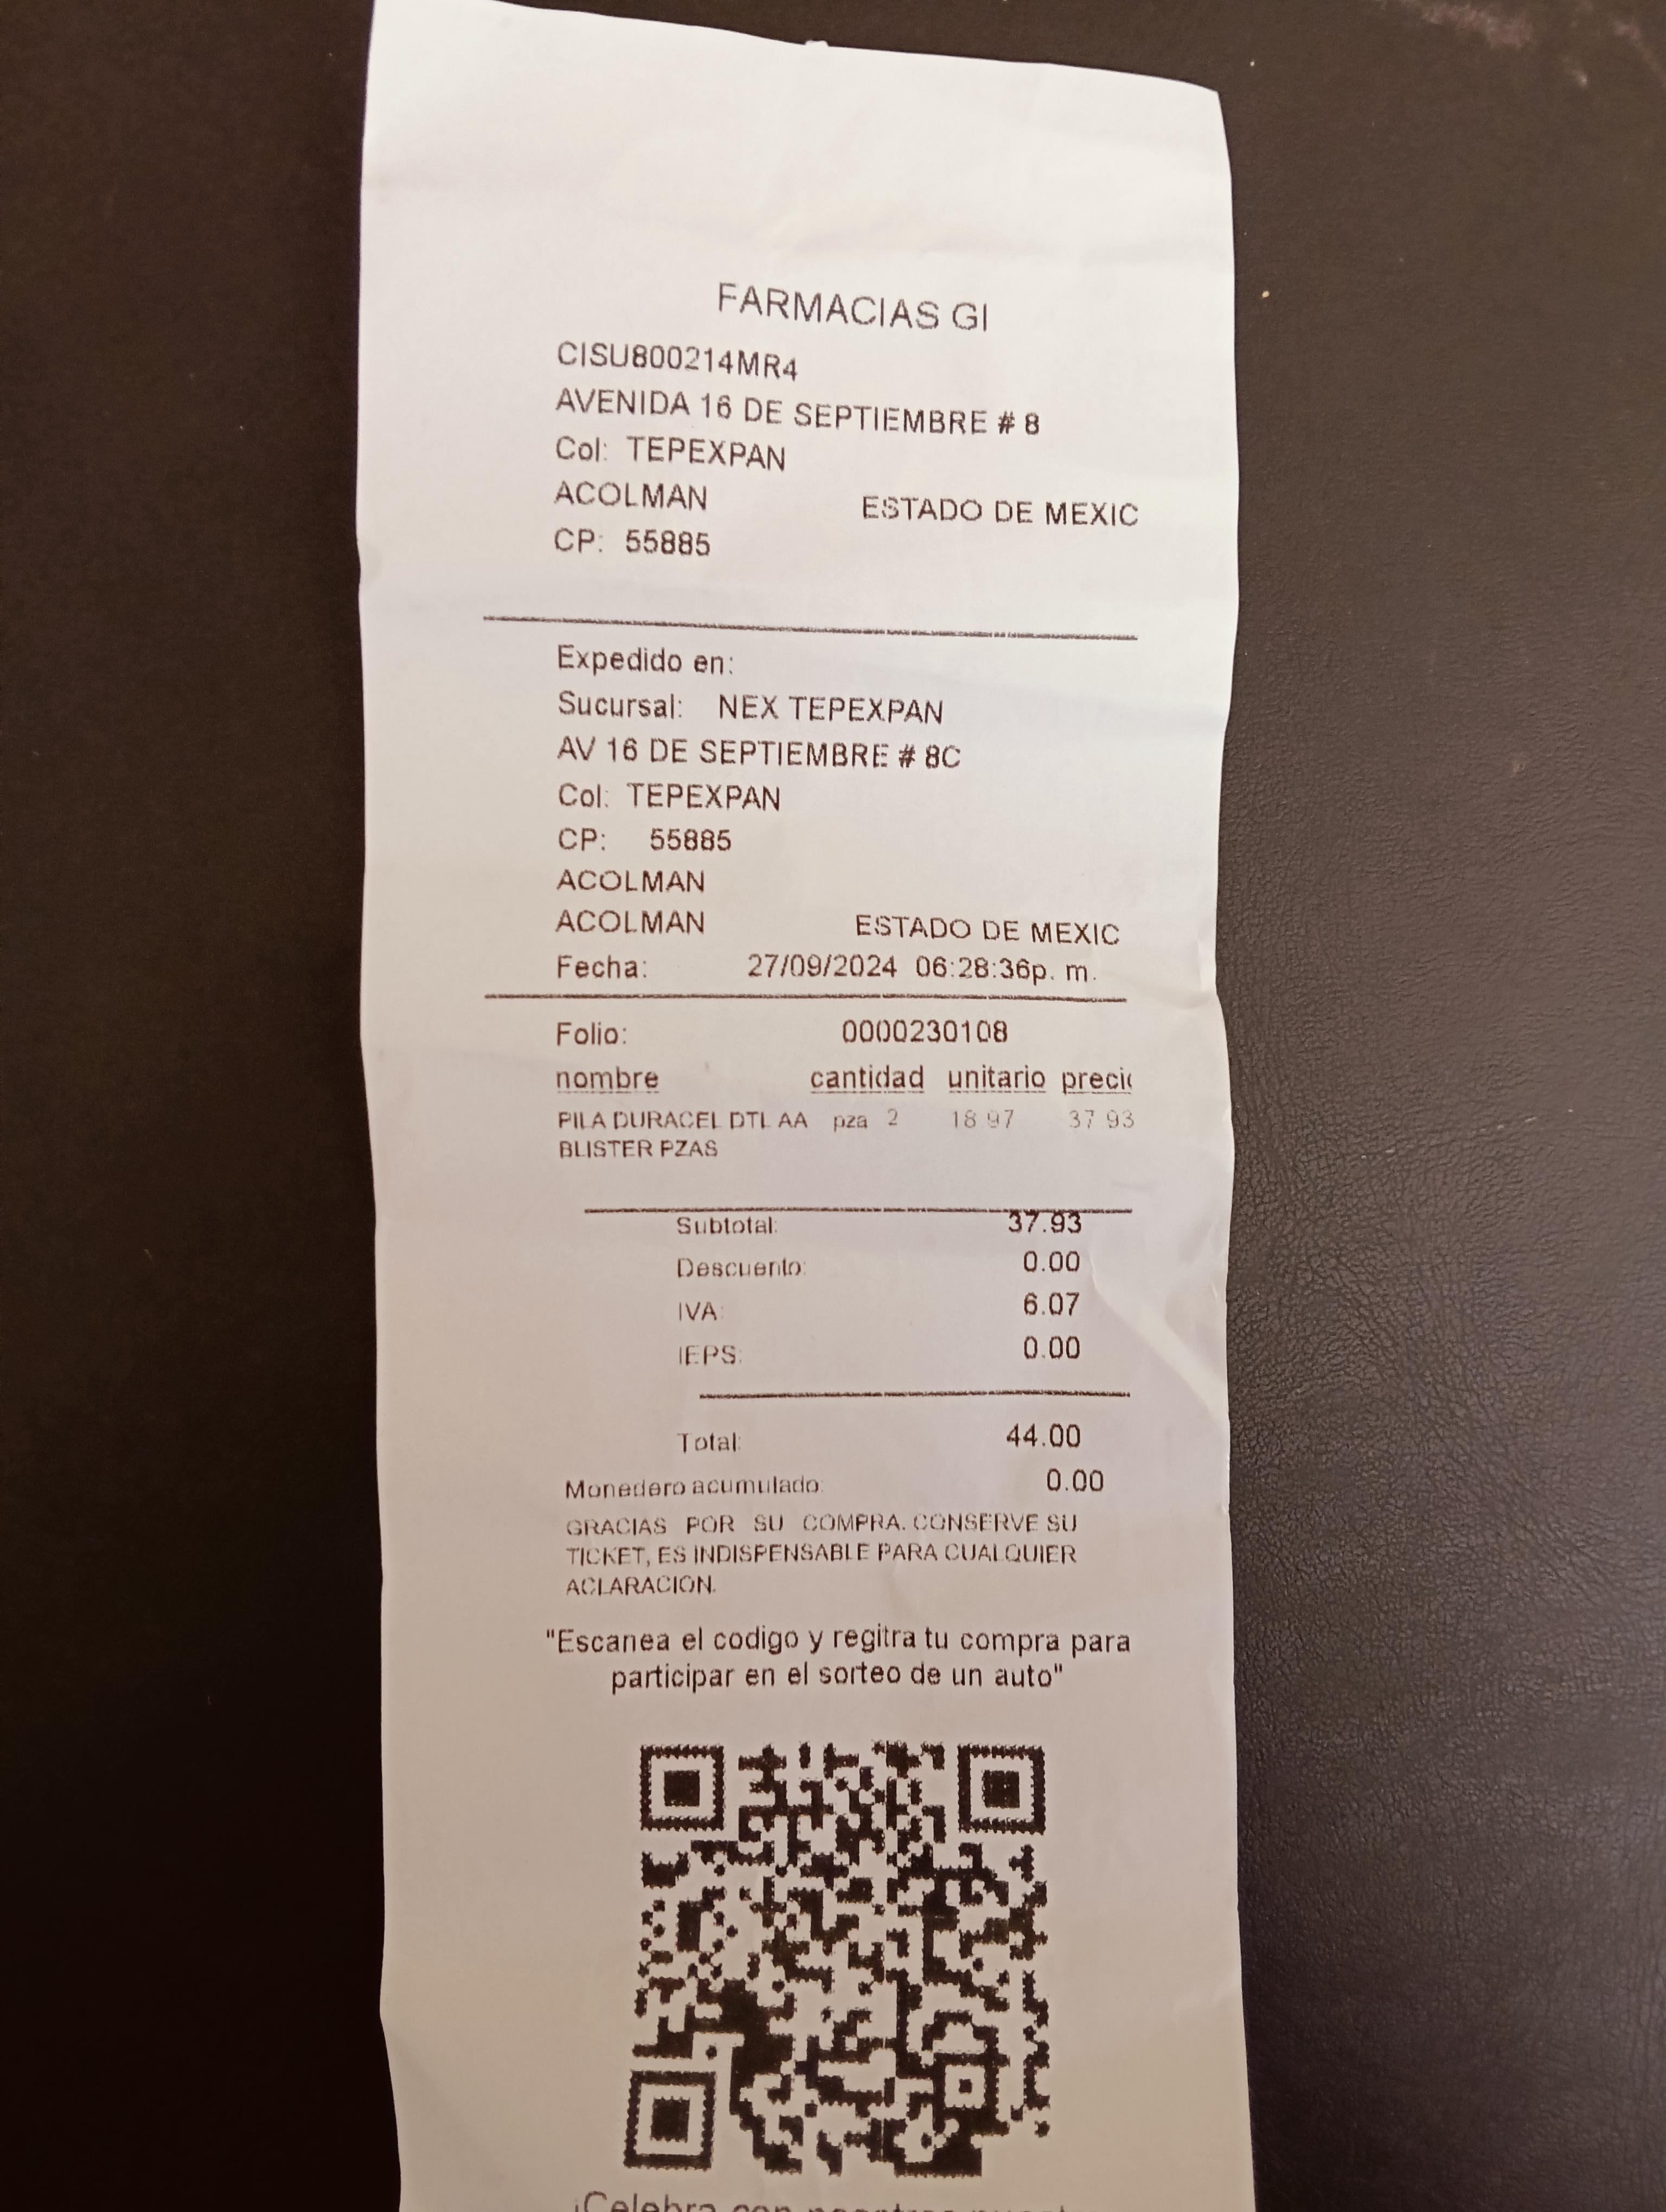 FARMACIAS GI
CISU800214MR4
AVENIDA 16 DE SEPTIEMBRE # 8
Col: TEPEXPAN
ACOLMAN ESTADO DE MEXIC
CP: 55885
Expedido en:
Sucursal: NEX TEPEXPAN
AV 16 DE SEPTIEMBRE # 8C
Col: TEPEXPAN
CP: 55885
ACOLMAN
ACOLMAN ESTADO DE MEXIC
Fecha: 27/09/2024 06:28:36p. m.
Folio: 0000230108
nombre cantidad unitario preci
PILA DURACEL DTL AA pza 2 18.97 37.93
BLISTER PZAS
Subtotal: 37.93
Descuento: 0.00
IVA: 6.07
IEPS: 0.00
Total: 44.00
Monedero acumulado: 0.00
GRACIAS POR SU COMPRA. CONSERVE SU
TICKET, ES INDISPENSABLE PARA CUALQUIER
ACLARACION.
"Escanea el codigo y regitra tu compra para
participar en el sorteo de un auto"
¡Celebra con nosotros